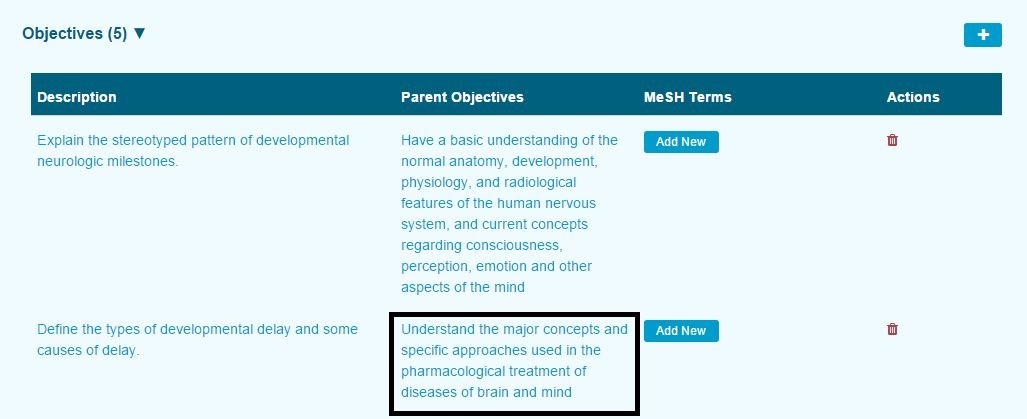 Objectives (5) ▼
Description Parent Objectives MeSH Terms Actions
Explain the stereotyped pattern of developmental
neurologic milestones.
Have a basic understanding of the
normal anatomy, development,
physiology, and radiological
features of the human nervous
system, and current concepts
regarding consciousness,
perception, emotion and other
aspects of the mind
Add New
Define the types of developmental delay and some
causes of delay.
Understand the major concepts and
specific approaches used in the
pharmacological treatment of
diseases of brain and mind
Add New